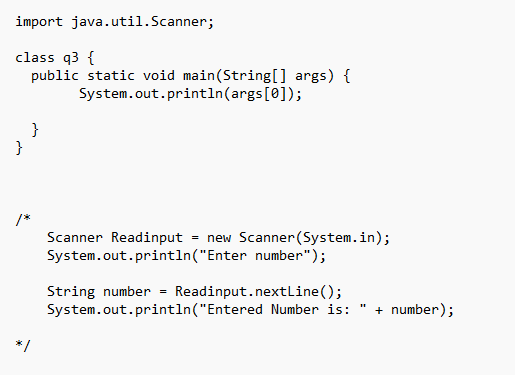 import java.util.Scanner;
class q3 {
public static void main(String[] args) {
System.out.println(args[0]);
}
}
/*
Scanner Readinput = new Scanner(System.in);
System.out.println("Enter number");
String number = Readinput.nextLine();
System.out.println("Entered Number is: " + number);
*/